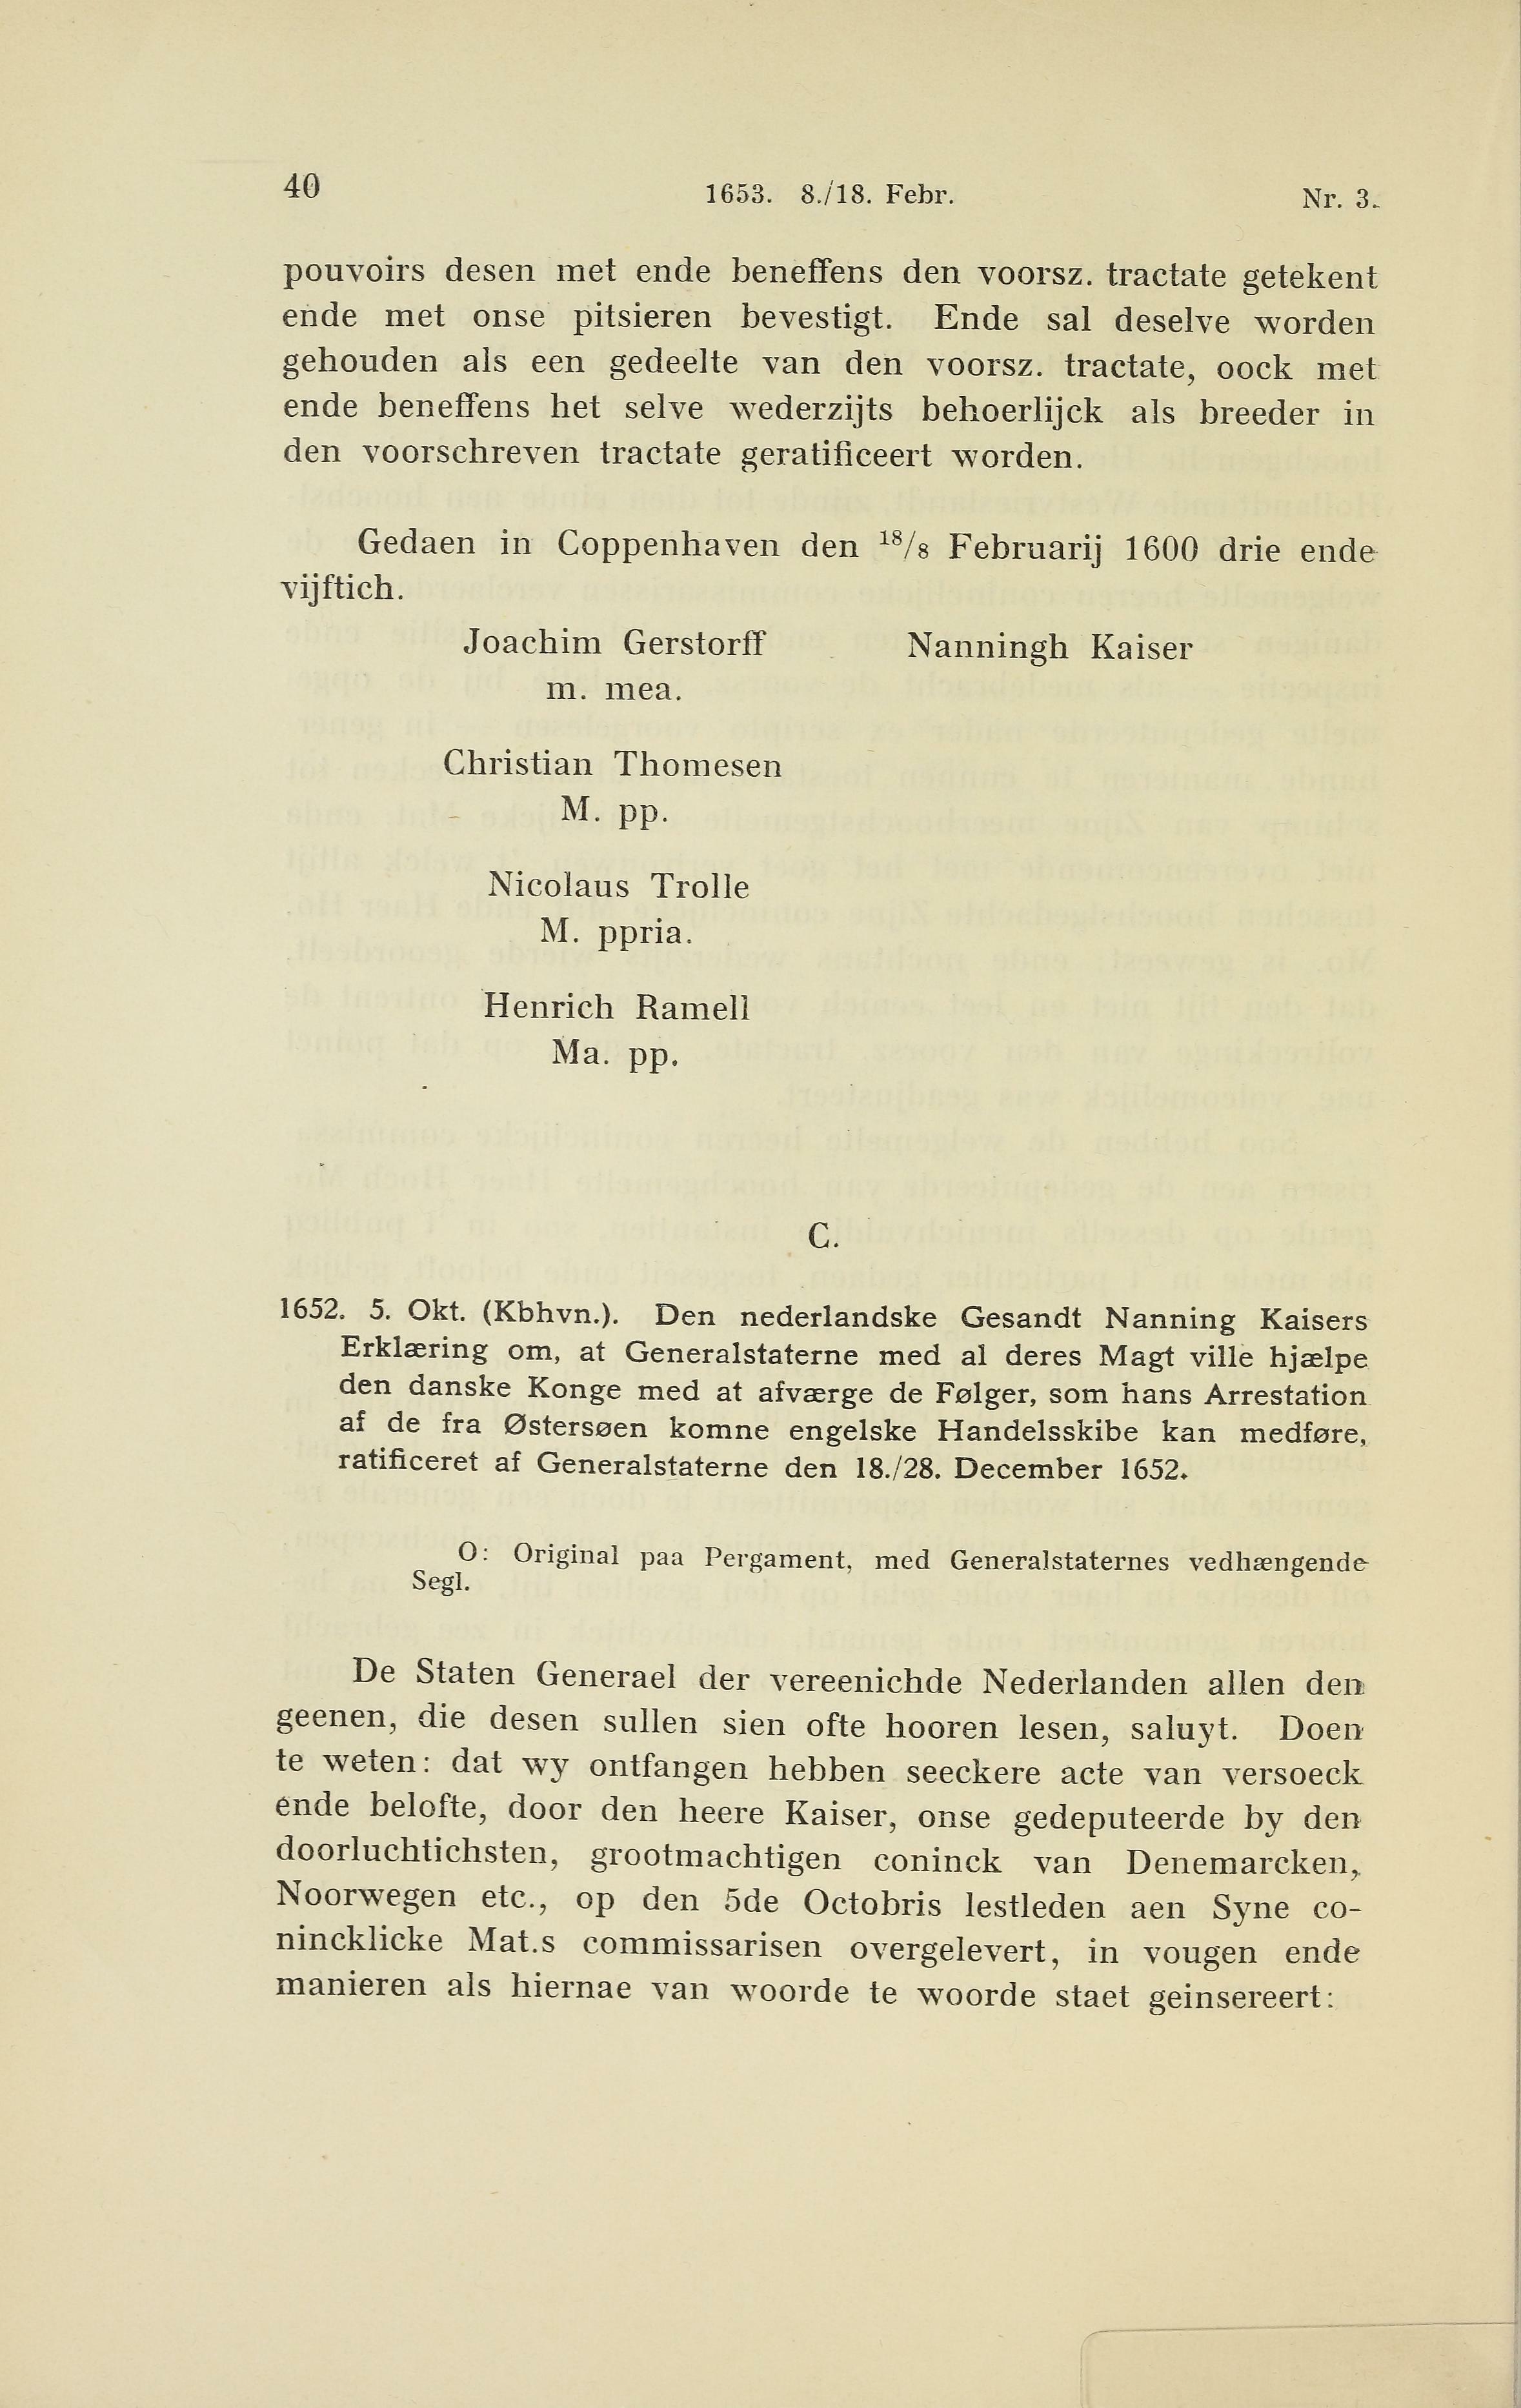 40 1653. 8./18. Febr. Nr. 3.
pouvoirs desen met ende beneffens den voorsz. tractate getekent
ende met onse pitsieren bevestigt. Ende sal deselve worden
gehouden als een gedeelte van den voorsz. tractate, oock met
ende beneffens het selve wederzijts behoerlijck als breeder in
den voorschreven tractate geratificeert worden.
Gedaen in Coppenhaven den 18/8 Februarij 1600 drie ende
vijftich.
Joachim Gerstorff Nanningh Kaiser
m. mea.
Christian Thomesen
M. pp.
Nicolaus Trolle
M. ppria.
Henrich Ramell
Ma. pp.
C.
1652. 5. Okt. (Kbhvn.). Den nederlandske Gesandt Nanning Kaisers
Erklæring om, at Generalstaterne med al deres Magt ville hjælpe
den danske Konge med at afværge de Følger, som hans Arrestation
af de fra Østersøen komne engelske Handelsskibe kan medføre,
ratificeret af Generalstaterne den 18./28. December 1652.
O: Original paa Pergament, med Generalstaternes vedhængende
Segl.
De Staten Generael der vereenichde Nederlanden allen den
geenen, die desen sullen sien ofte hooren lesen, saluyt. Doen
te weten: dat wy ontfangen hebben seeckere acte van versoeck
ende belofte, door den heere Kaiser, onse gedeputeerde by den
doorluchtichsten, grootmachtigen coninck van Denemarcken,
Noorwegen etc., op den 5de Octobris lestleden aen Syne co-
nincklicke Mat.s commissarisen overgelevert, in vougen ende
manieren als hiernae van woorde te woorde staet geinsereert: